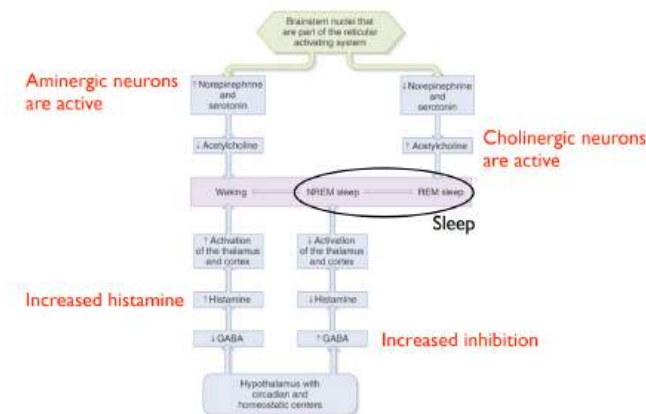 Brainstem nuclei that
are part of the reticular
activating system
Aminergic neurons
are active
↑ Norepinephrine
and
serotonin
↓ Norepinephrine
and
serotonin
↓ Acetylcholine
↑ Acetylcholine
Cholinergic neurons
are active
Waking
NREM sleep
REM sleep
Sleep
↑ Activation
of the thalamus
and cortex
↓ Activation
of the thalamus
and cortex
Increased histamine
↑ Histamine
↓ Histamine
↓ GABA
↑ GABA
Increased inhibition
Hypothalamus with
circadian and
homeostatic centers